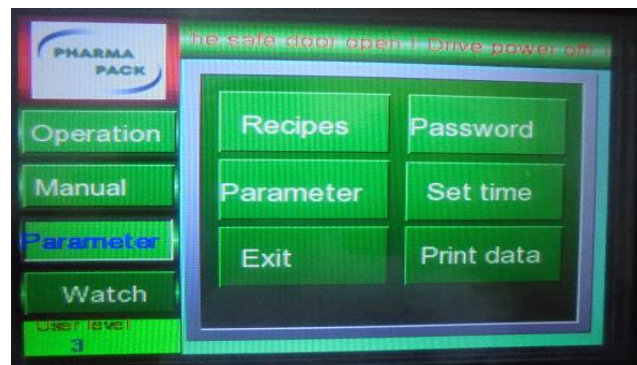 PHARMA
PACK
he safe door open ! Drive power off!
Operation
Manual
Parameter
Watch
User level
3
Recipes
Password
Parameter
Set time
Exit
Print data